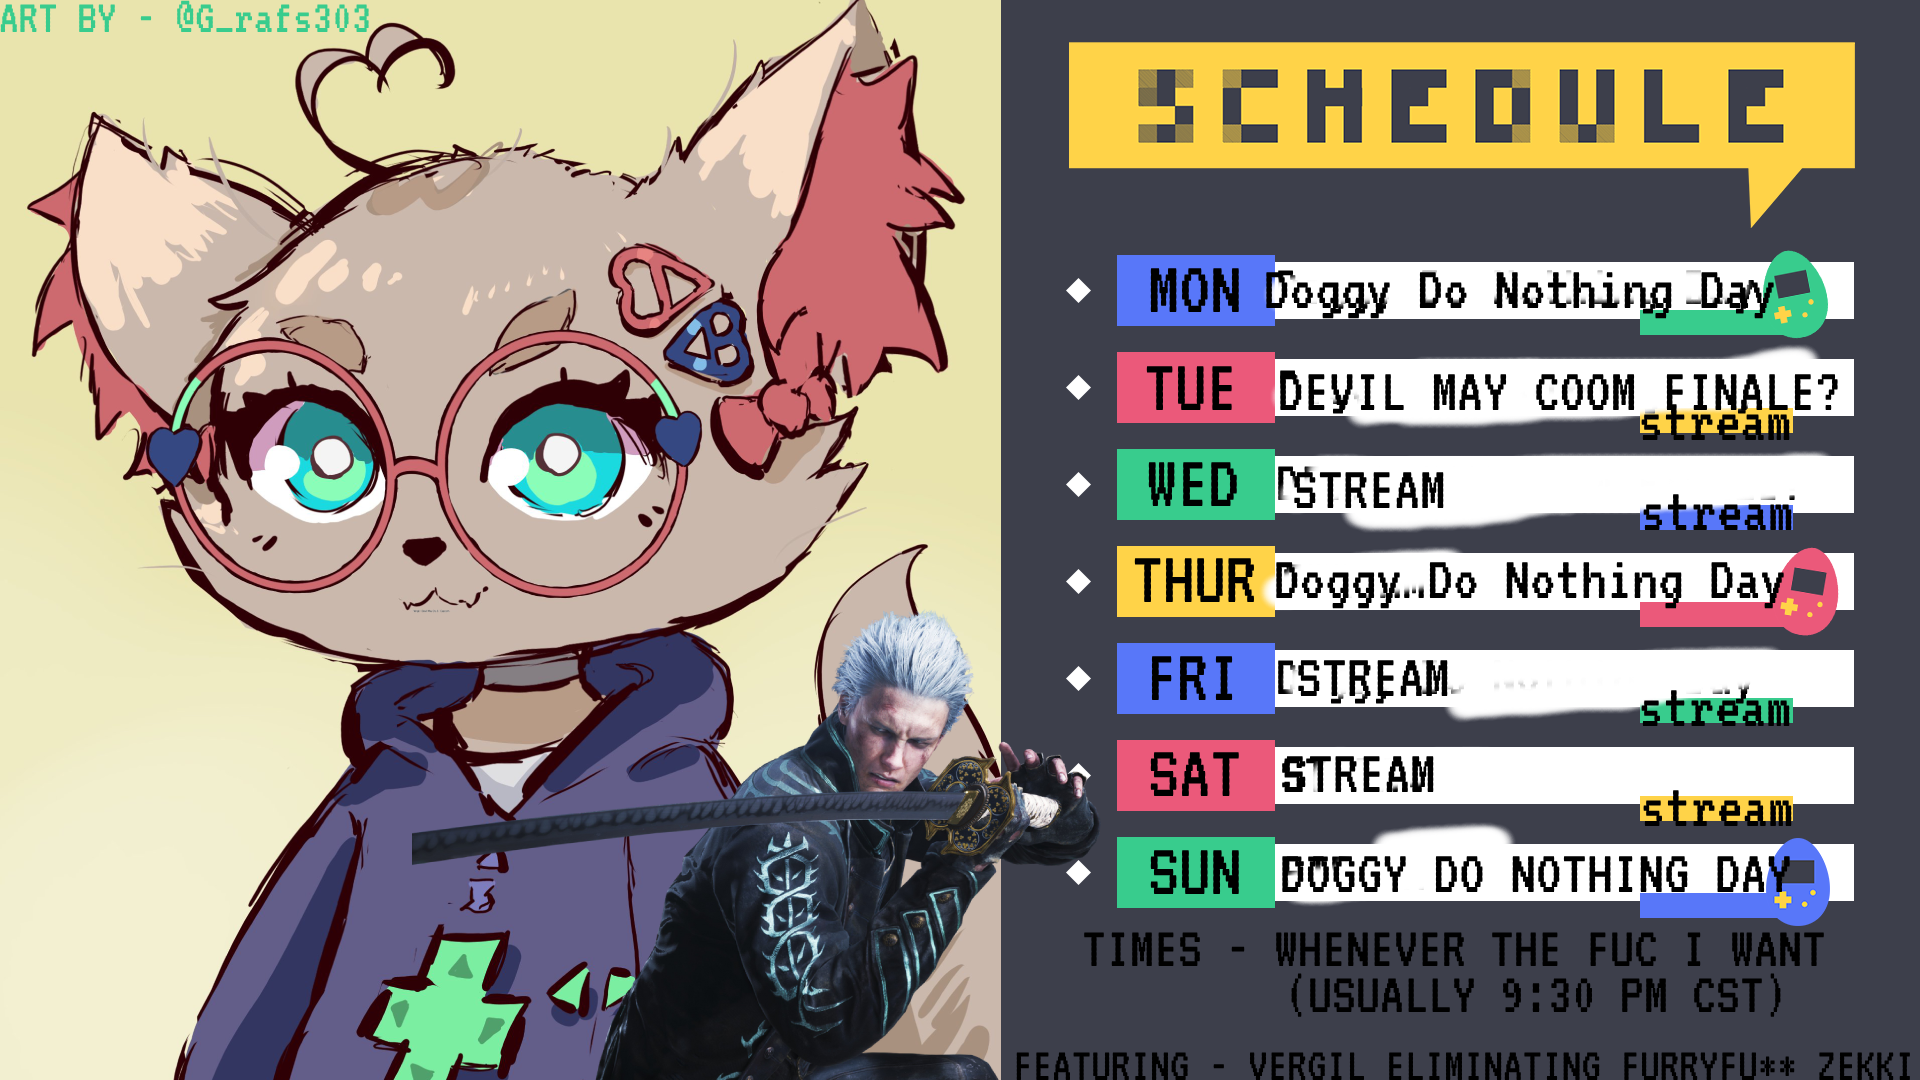 ART BY - @G_rafs303
SCHEDULE
MON Doggy Do Nothing Day
TUE DEVIL MAY COOM FINALE?
stream
WED STREAM
stream
THUR Doggy Do Nothing Day
FRI STREAM
stream
SAT STREAM
stream
SUN DOGGY DO NOTHING DAY
TIMES - WHENEVER THE FUC I WANT
(USUALLY 9:30 PM CST)
FEATURING - VERGIL ELIMINATING FURRYFU** ZEKKI